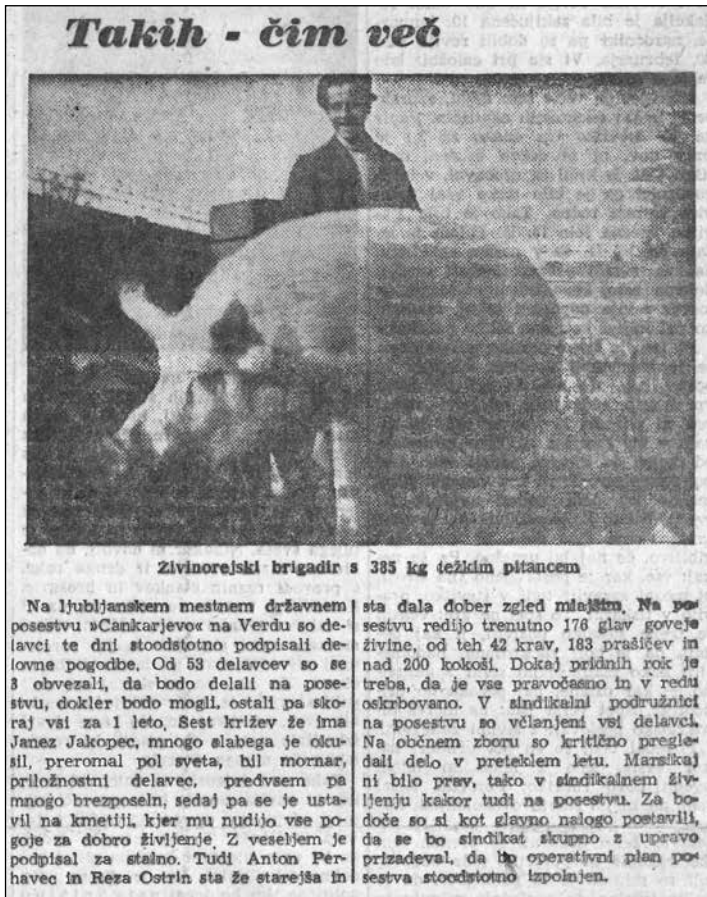 Takih - čim več
Živinorejski brigadir s 385 kg težkim pitancem
Na ljubljanskem mestnem državnem
posestvu »Cankarjevo« na Verdu so de-
lavci te dni stoodstotno podpisali de-
lovne pogodbe. Od 53 delavcev so se
3 obvezali, da bodo delali na pose-
stvu, dokler bodo mogli, ostali pa sko-
raj vsi za 1 leto. Šest križev že ima
Janez Jakopec, mnogo slabega je oku-
sil, preromal pol sveta, bil mornar,
priložnostni delavec, predvsem pa
mnogo brezposeln, sedaj pa se je usta-
vil na kmetiji, kjer mu nudijo vse po-
goje za dobro življenje. Z veseljem je
podpisal za stalno. Tudi Anton Per-
havec in Reza Ostrin sta že starejša in
sta dala dober zgled mlajšim. Na po-
sestvu redijo trenutno 176 glav goveje
živine, od teh 42 krav, 183 prašičev in
nad 200 kokoši. Dokaj pridnih rok je
treba, da je vse pravočasno in v redu
oskrbovano. V sindikalni podružnici
na posestvu so včlanjeni vsi delavci.
Na občnem zboru so kritično pregle-
dali delo v preteklem letu. Marsikaj
ni bilo prav, tako v sindikalnem živ-
ljenju kakor tudi na posestvu. Za bo-
doče so si kot glavno nalogo postavili,
da se bo sindikat skupno z upravo
prizadeval, da bo operativni plan po-
sestva stoodstotno izpolnjen.